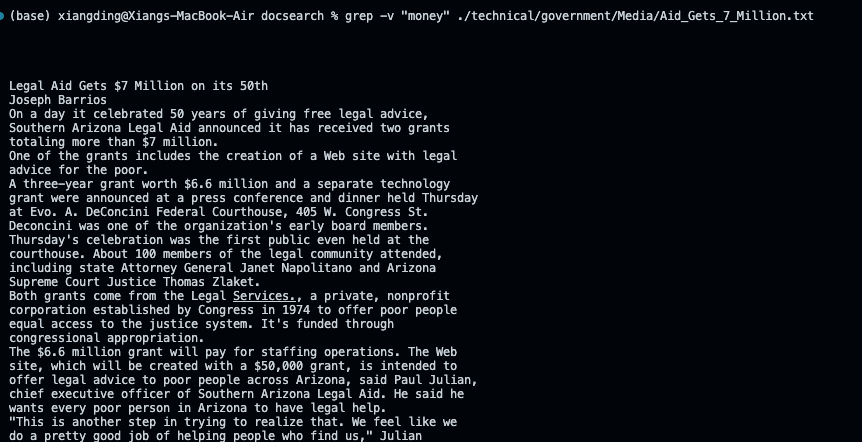 (base) xiangding@Xiangs-MacBook-Air docsearch % grep -v "money" ./technical/government/Media/Aid_Gets_7_Million.txt
Legal Aid Gets $7 Million on its 50th
Joseph Barrios
On a day it celebrated 50 years of giving free legal advice,
Southern Arizona Legal Aid announced it has received two grants
totaling more than $7 million.
One of the grants includes the creation of a Web site with legal
advice for the poor.
A three-year grant worth $6.6 million and a separate technology
grant were announced at a press conference and dinner held Thursday
at Evo. A. DeConcini Federal Courthouse, 405 W. Congress St.
Deconcini was one of the organization's early board members.
Thursday's celebration was the first public even held at the
courthouse. About 100 members of the legal community attended,
including state Attorney General Janet Napolitano and Arizona
Supreme Court Justice Thomas Zlaket.
Both grants come from the Legal Services., a private, nonprofit
corporation established by Congress in 1974 to offer poor people
equal access to the justice system. It's funded through
congressional appropriation.
The $6.6 million grant will pay for staffing operations. The Web
site, which will be created with a $50,000 grant, is intended to
offer legal advice to poor people across Arizona, said Paul Julian,
chief executive officer of Southern Arizona Legal Aid. He said he
wants every poor person in Arizona to have legal help.
"This is another step in trying to realize that. We feel like we
do a pretty good job of helping people who find us," Julian